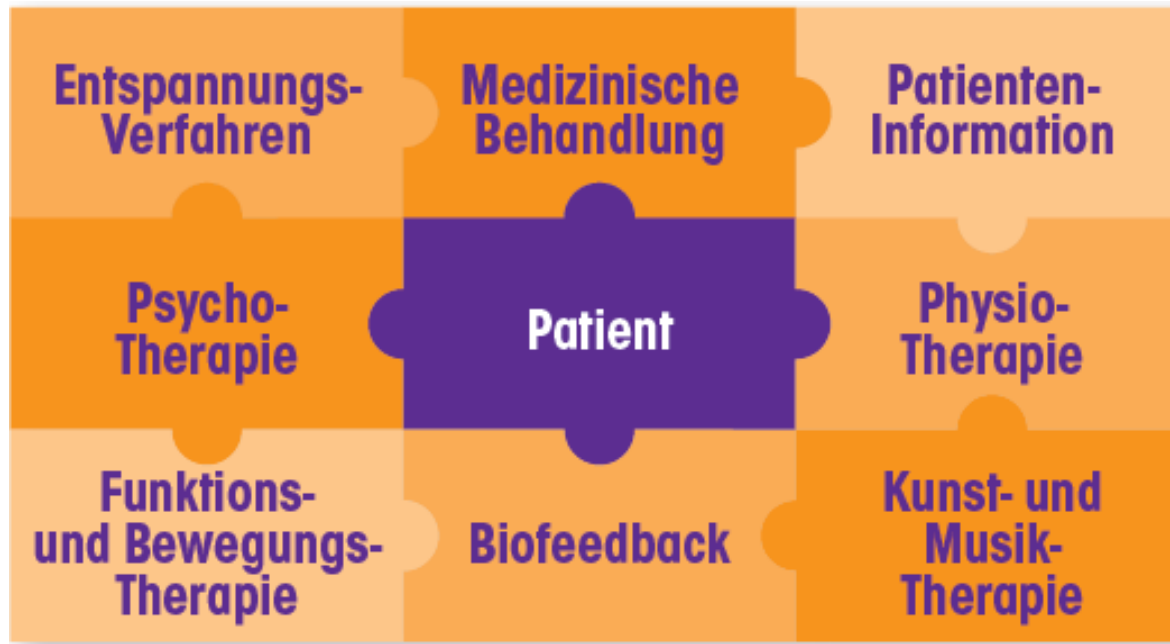 Entspannungs-
Verfahren
Medizinische
Behandlung
Patienten-
Information
Psycho-
Therapie
Patient
Physio-
Therapie
Funktions-
und Bewegungs-
Therapie
Biofeedback
Kunst- und
Musik-
Therapie